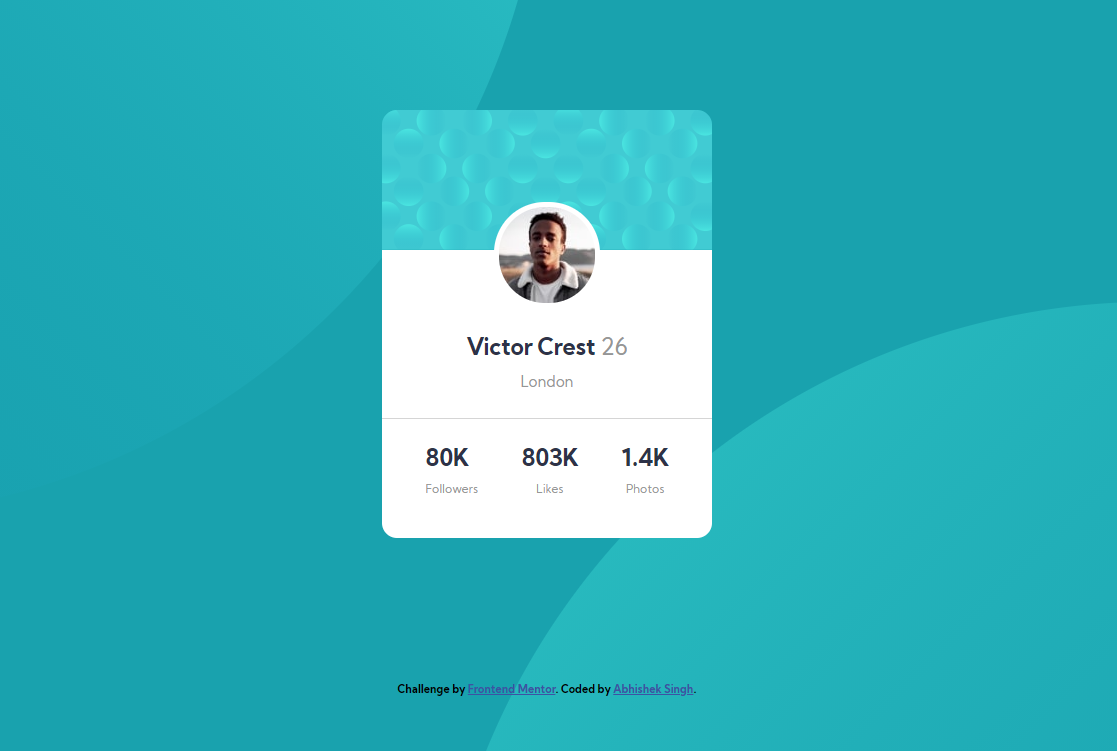 Victor Crest 26
London
80K 803K 1.4K
Followers Likes Photos
Challenge by Frontend Mentor. Coded by Abhishek Singh.